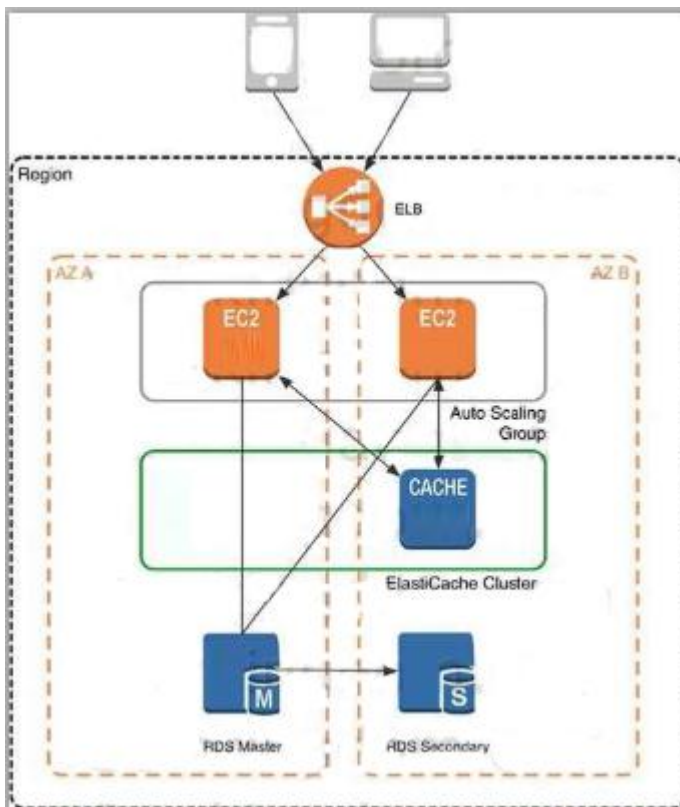 Region
ELB
AZ A
AZ B
EC2
EC2
Auto Scaling
Group
CACHE
ElastiCache Cluster
M
S
RDS Master
RDS Secondary